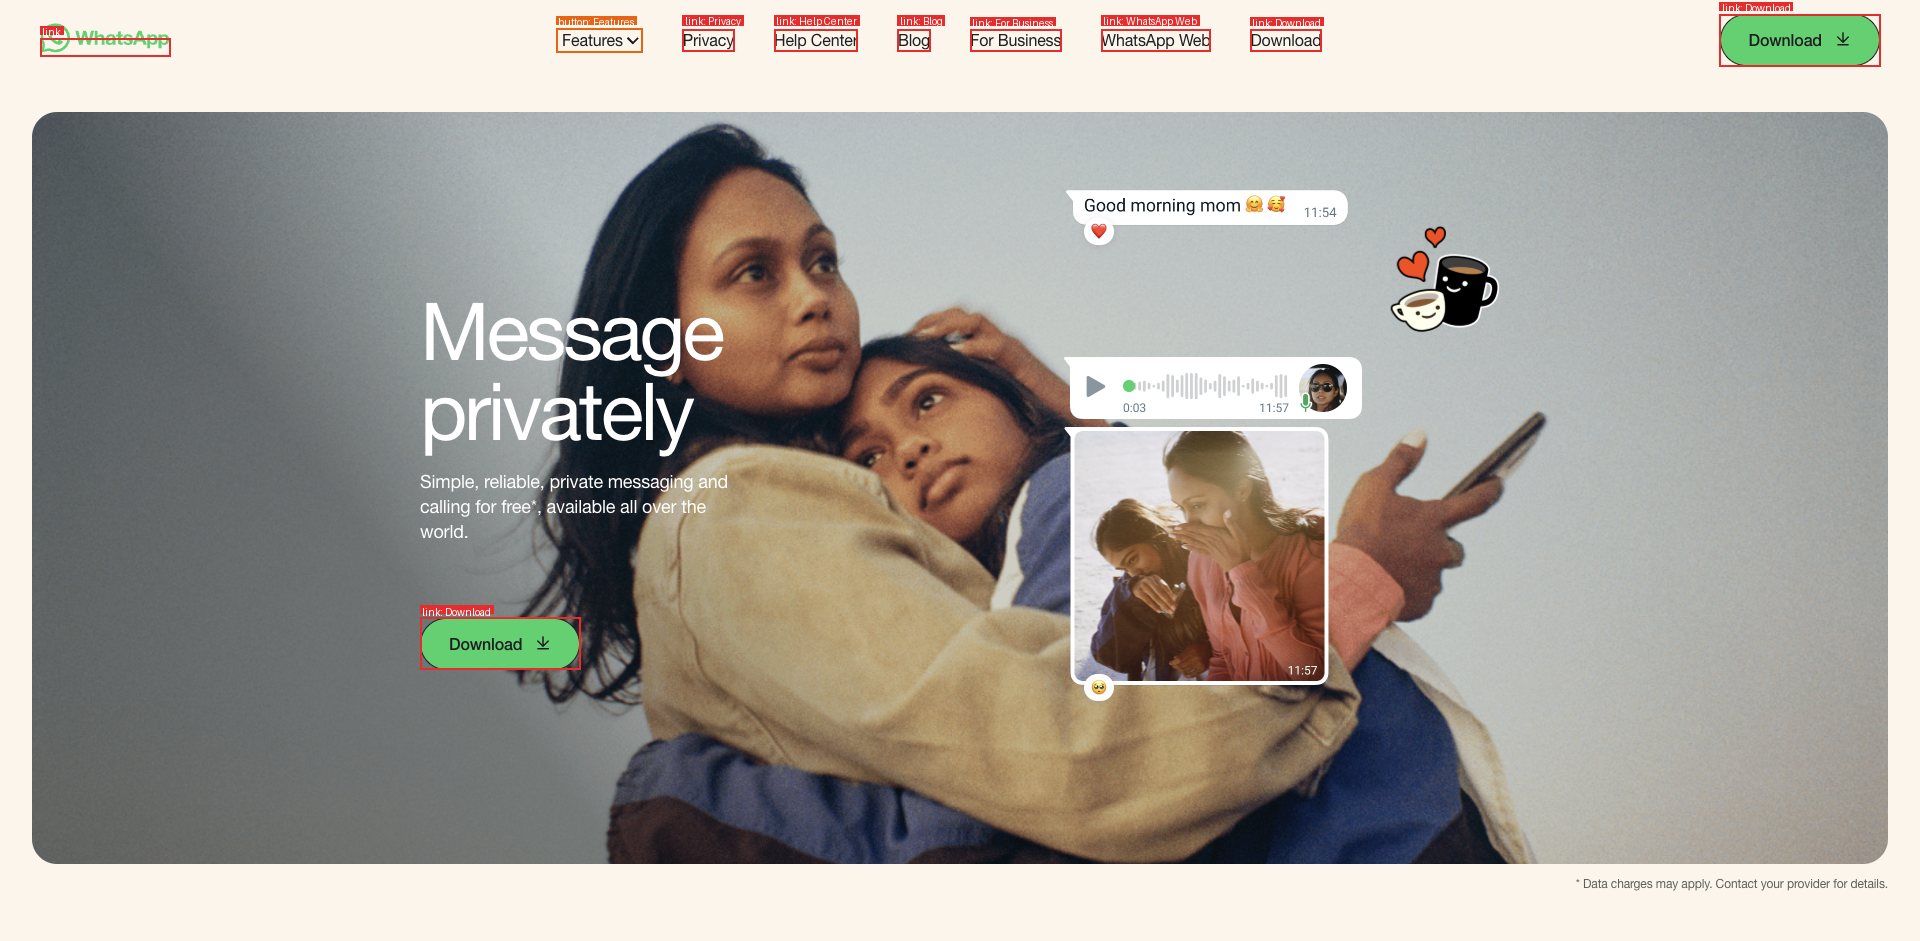 link
WhatsApp
button: Features
Features
link: Privacy
Privacy
link: Help Center
Help Center
link: Blog
Blog
link: For Business
For Business
link: WhatsApp Web
WhatsApp Web
link: Download
Download
link: Download
Download
Good morning mom 🤗🥰 11:54
Message
privately
0:03 11:57
Simple, reliable, private messaging and
calling for free*, available all over the
world.
link: Download
Download
11:57
* Data charges may apply. Contact your provider for details.